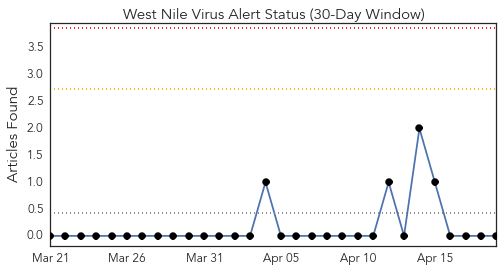 West Nile Virus Alert Status (30-Day Window)
Articles Found
3.5
3.0
2.5
2.0
1.5
1.0
0.5
0.0
Mar 21 Mar 26 Mar 31 Apr 05 Apr 10 Apr 15